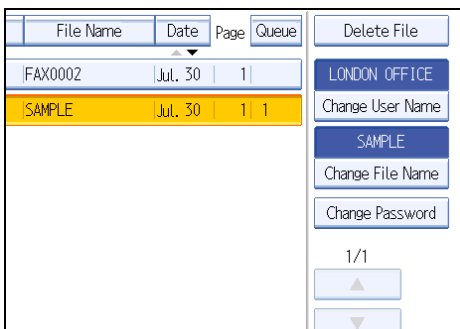 File Name Date Page Queue
FAX0002 Jul. 30 1
SAMPLE Jul. 30 1 1
Delete File
LONDON OFFICE
Change User Name
SAMPLE
Change File Name
Change Password
1/1